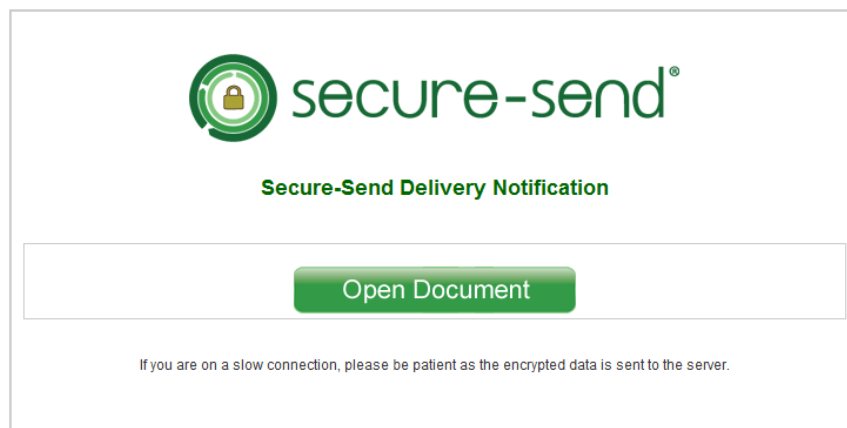 secure-send®
Secure-Send Delivery Notification
Open Document
If you are on a slow connection, please be patient as the encrypted data is sent to the server.